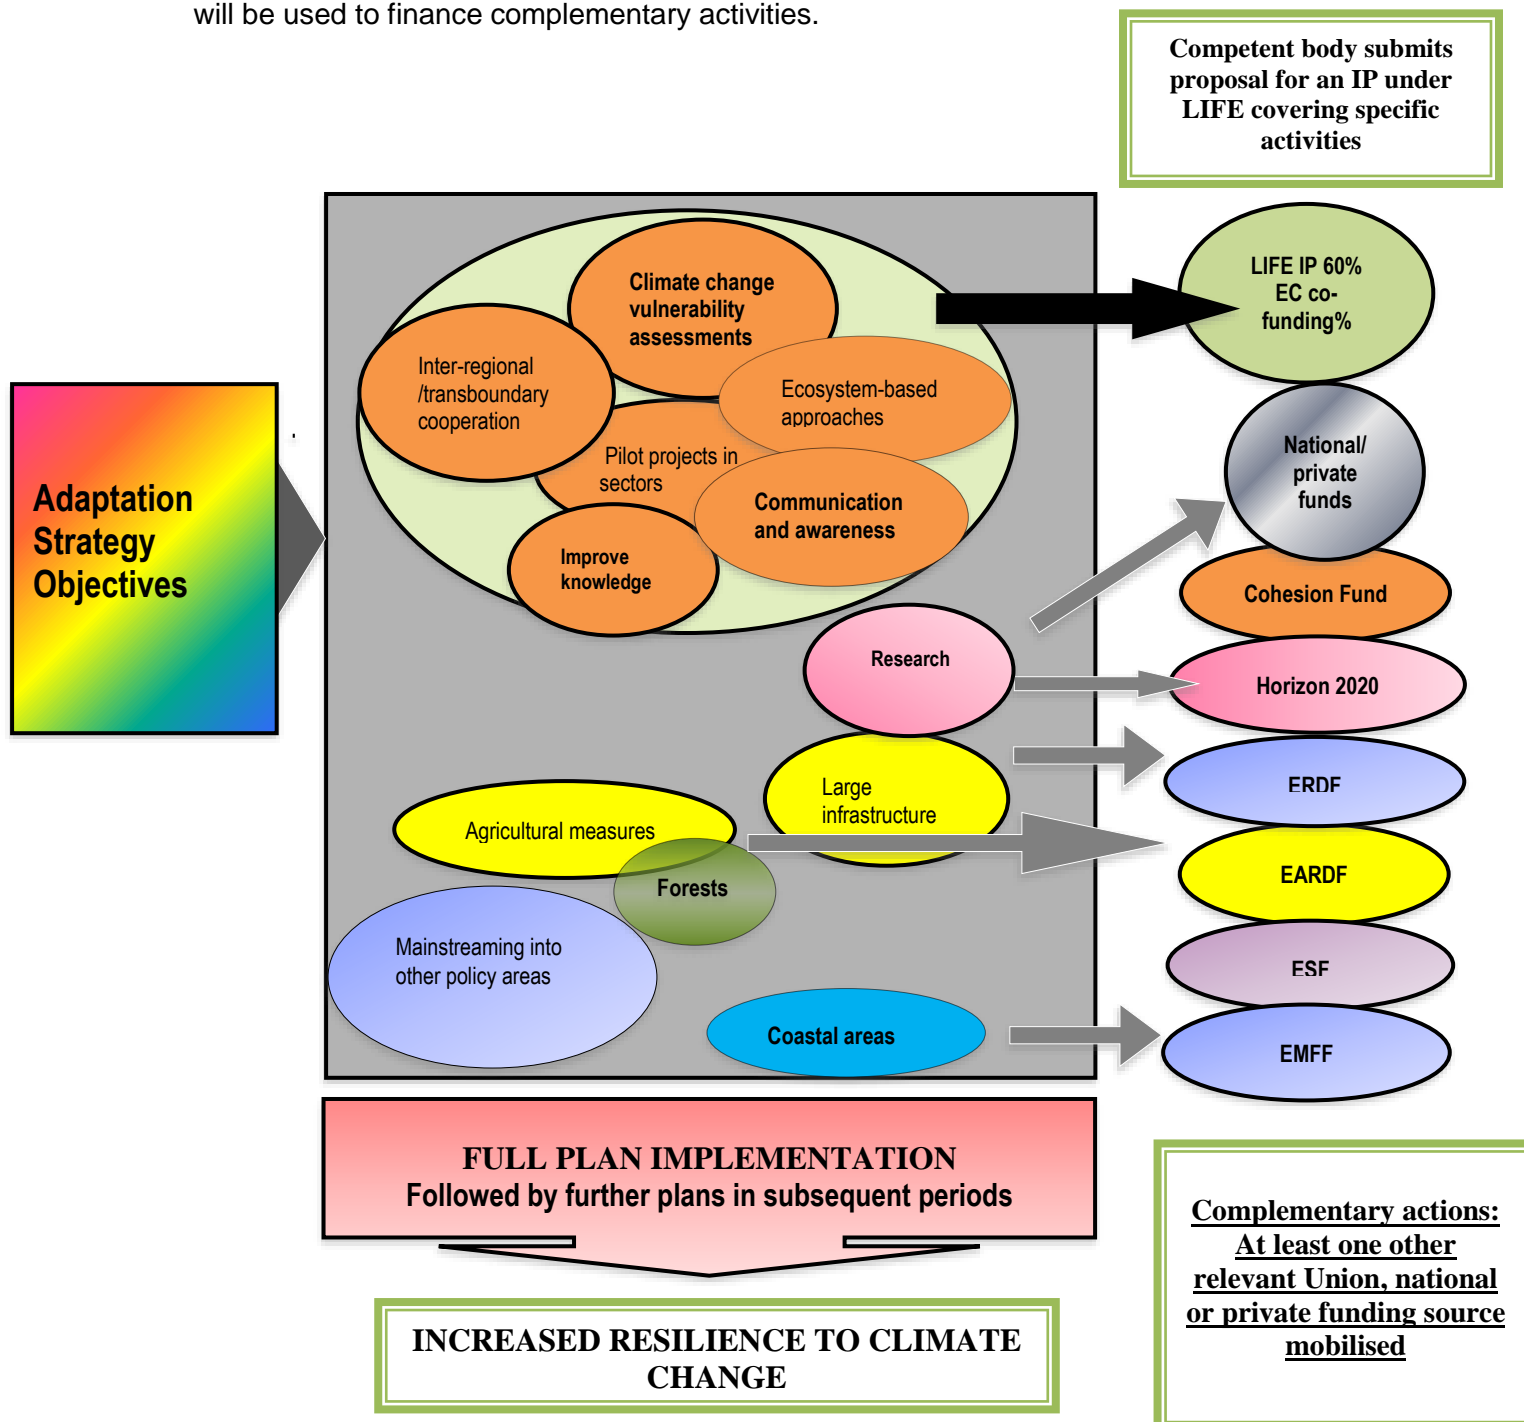 will be used to finance complementary activities.
Competent body submits
proposal for an IP under
LIFE covering specific
activities
Climate change
vulnerability
assessments
LIFE IP 60%
EC co-
funding%
Inter-regional
/transboundary
cooperation
Ecosystem-based
approaches
Pilot projects in
sectors
Communication
and awareness
Improve
knowledge
National/
private
funds
Adaptation
Strategy
Objectives
Cohesion Fund
Research
Horizon 2020
Large
infrastructure
ERDF
Agricultural measures
Forests
EARDF
Mainstreaming into
other policy areas
ESF
Coastal areas
EMFF
FULL PLAN IMPLEMENTATION
Followed by further plans in subsequent periods
Complementary actions:
At least one other
relevant Union, national
or private funding source
mobilised
INCREASED RESILIENCE TO CLIMATE
CHANGE